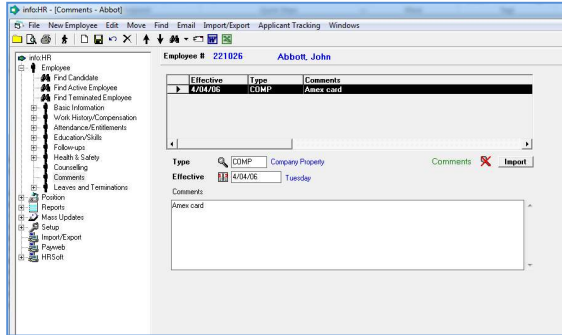 info:HR - [Comments - Abbot]
File New Employee Edit Move Find Email Import/Export Applicant Tracking Windows
info:HR
Employee
Find Candidate
Find Active Employee
Find Terminated Employee
Basic Information
Work History/Compensation
Attendance/Entitlements
Education/Skills
Follow-ups
Health & Safety
Counselling
Comments
Leaves and Terminations
Position
Reports
Mass Updates
Setup
Import/Export
Payweb
HRSoft
Employee # 221026 Abbott, John
Effective Type Comments
4/04/06 COMP Amex card
Type COMP Company Property Comments Import
Effective 4/04/06 Tuesday
Comments
Amex card